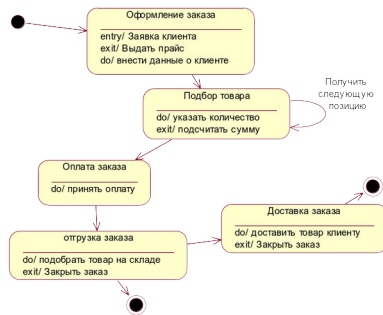 Оформление заказа
entry/ Заявка клиента
exit/ Выдать прайс
do/ внести данные о клиенте
Подбор товара
do/ указать количество
exit/ подсчитать сумму
Получить
следующую
позицию
Оплата заказа
do/ принять оплату
Доставка заказа
do/ доставить товар клиенту
exit/ Закрыть заказ
отгрузка заказа
do/ подобрать товар на складе
exit/ Закрыть заказ